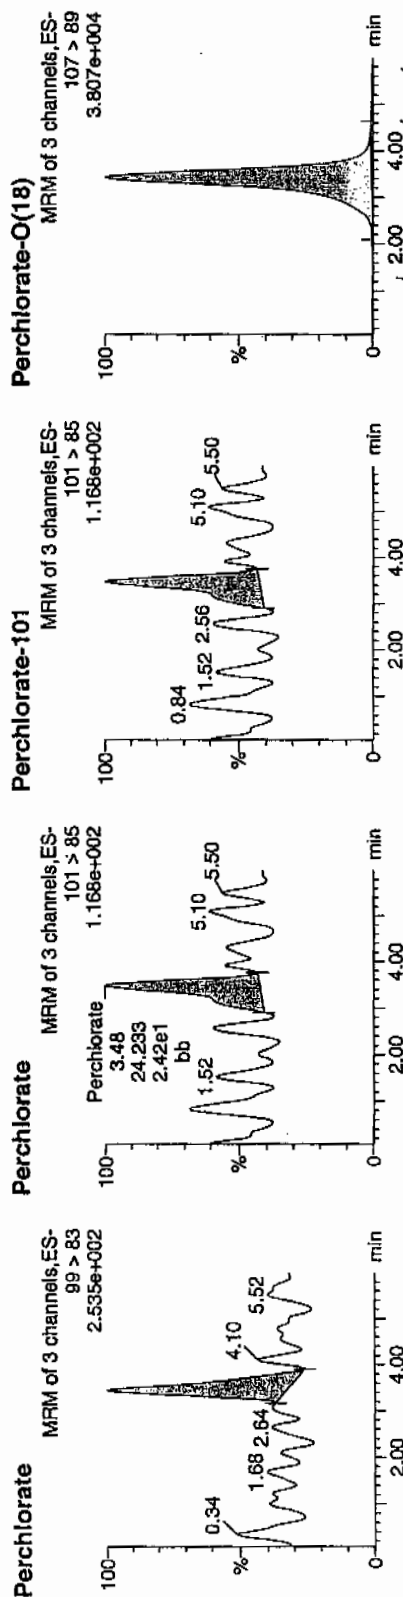 Perchlorate
MRM of 3 channels,ES-
99 > 83
2.535e+002
100
%
0
0.34
1.68
2.64
4.10
5.52
2.00
4.00
min
Perchlorate
MRM of 3 channels,ES-
101 > 85
1.168e+002
100
%
0
Perchlorate
3.48
24.233
2.42e1
bb
1.52
5.10
5.50
2.00
4.00
min
Perchlorate-101
MRM of 3 channels,ES-
101 > 85
1.168e+002
100
%
0
0.84
1.52
2.56
5.10
5.50
2.00
4.00
min
Perchlorate-O(18)
MRM of 3 channels,ES-
107 > 89
3.807e+004
100
%
0
2.00
4.00
min